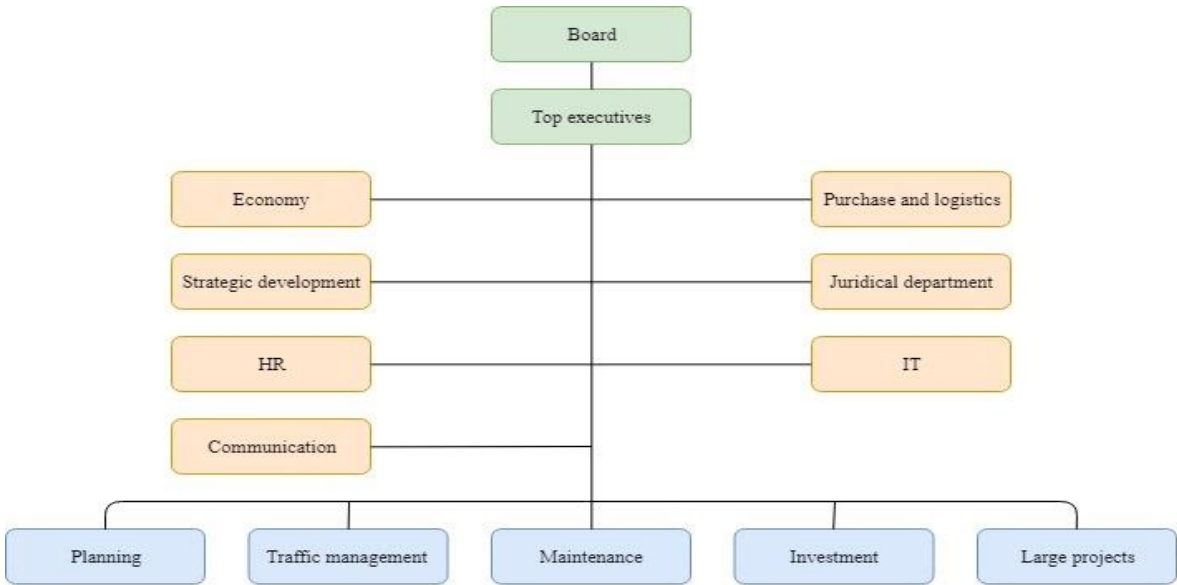 Board
Top executives
Economy
Purchase and logistics
Strategic development
Juridical department
HR
IT
Communication
Planning
Traffic management
Maintenance
Investment
Large projects